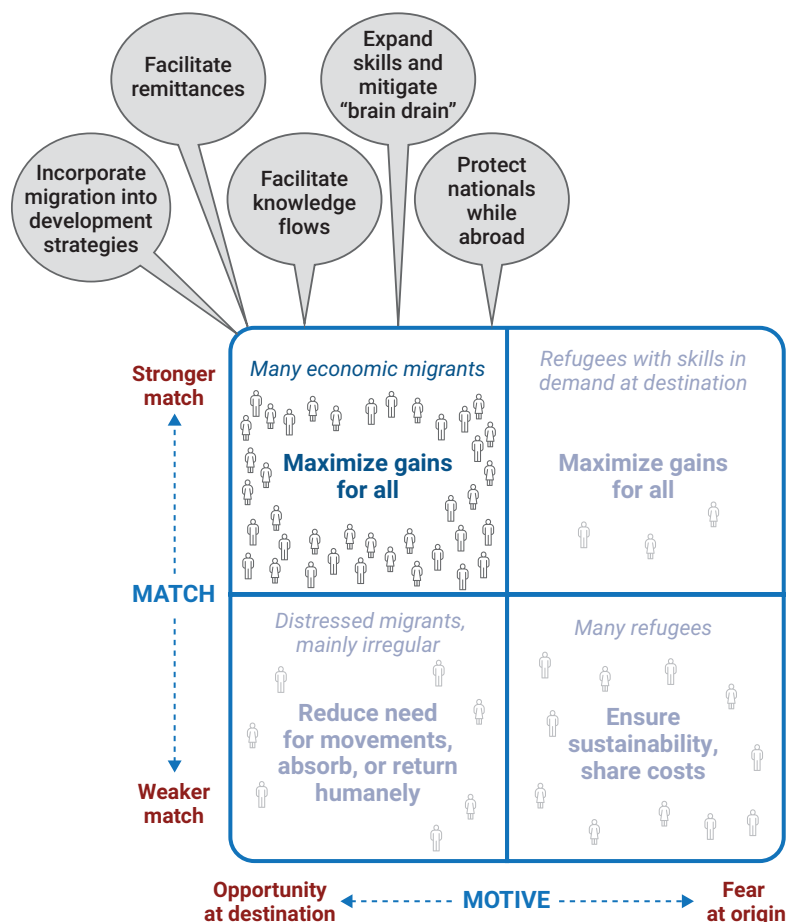 Facilitate
remittances
Expand
skills and
mitigate
“brain drain”
Incorporate
migration into
development
strategies
Facilitate
knowledge
flows
Protect
nationals
while
abroad
Stronger
match
MATCH
Weaker
match
Many economic migrants
Maximize gains
for all
Refugees with skills in
demand at destination
Maximize gains
for all
Distressed migrants,
mainly irregular
Reduce need
for movements,
absorb, or return
humanely
Many refugees
Ensure
sustainability,
share costs
Opportunity
at destination
MOTIVE
Fear
at origin